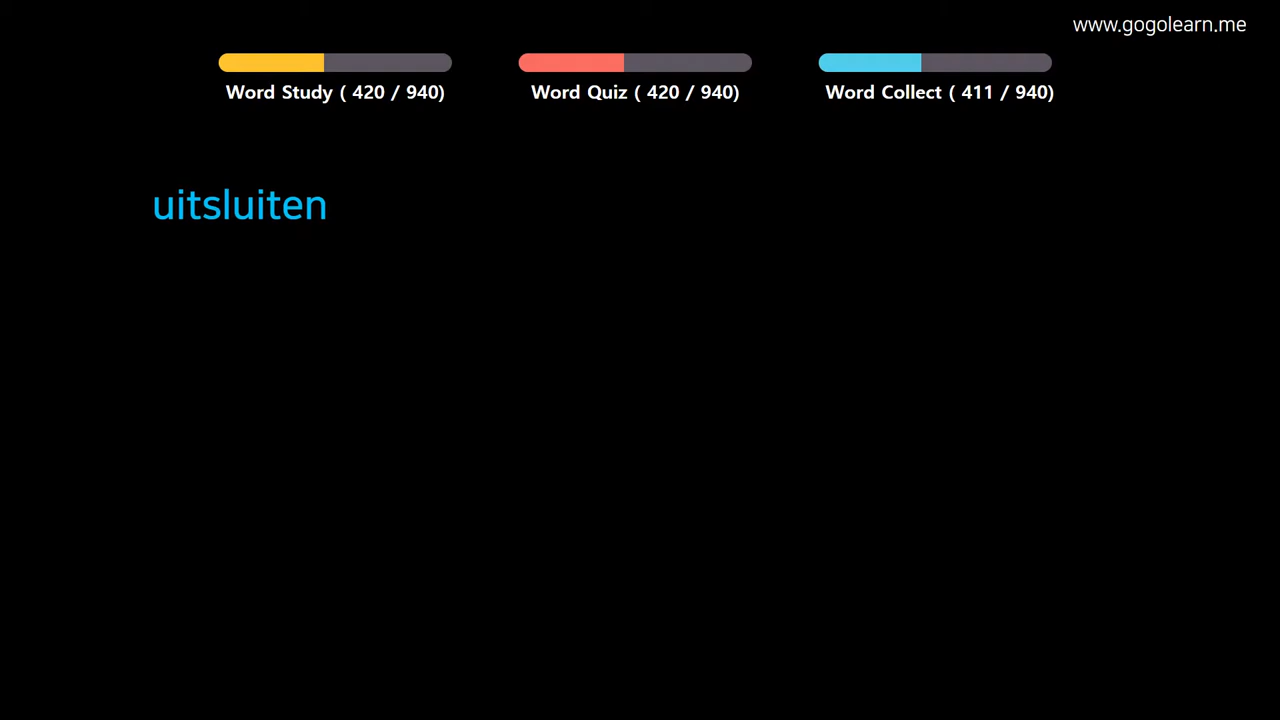 www.gogolearn.me
Word Study ( 420 / 940)
Word Quiz ( 420 / 940)
Word Collect ( 411 / 940)
uitsluiten